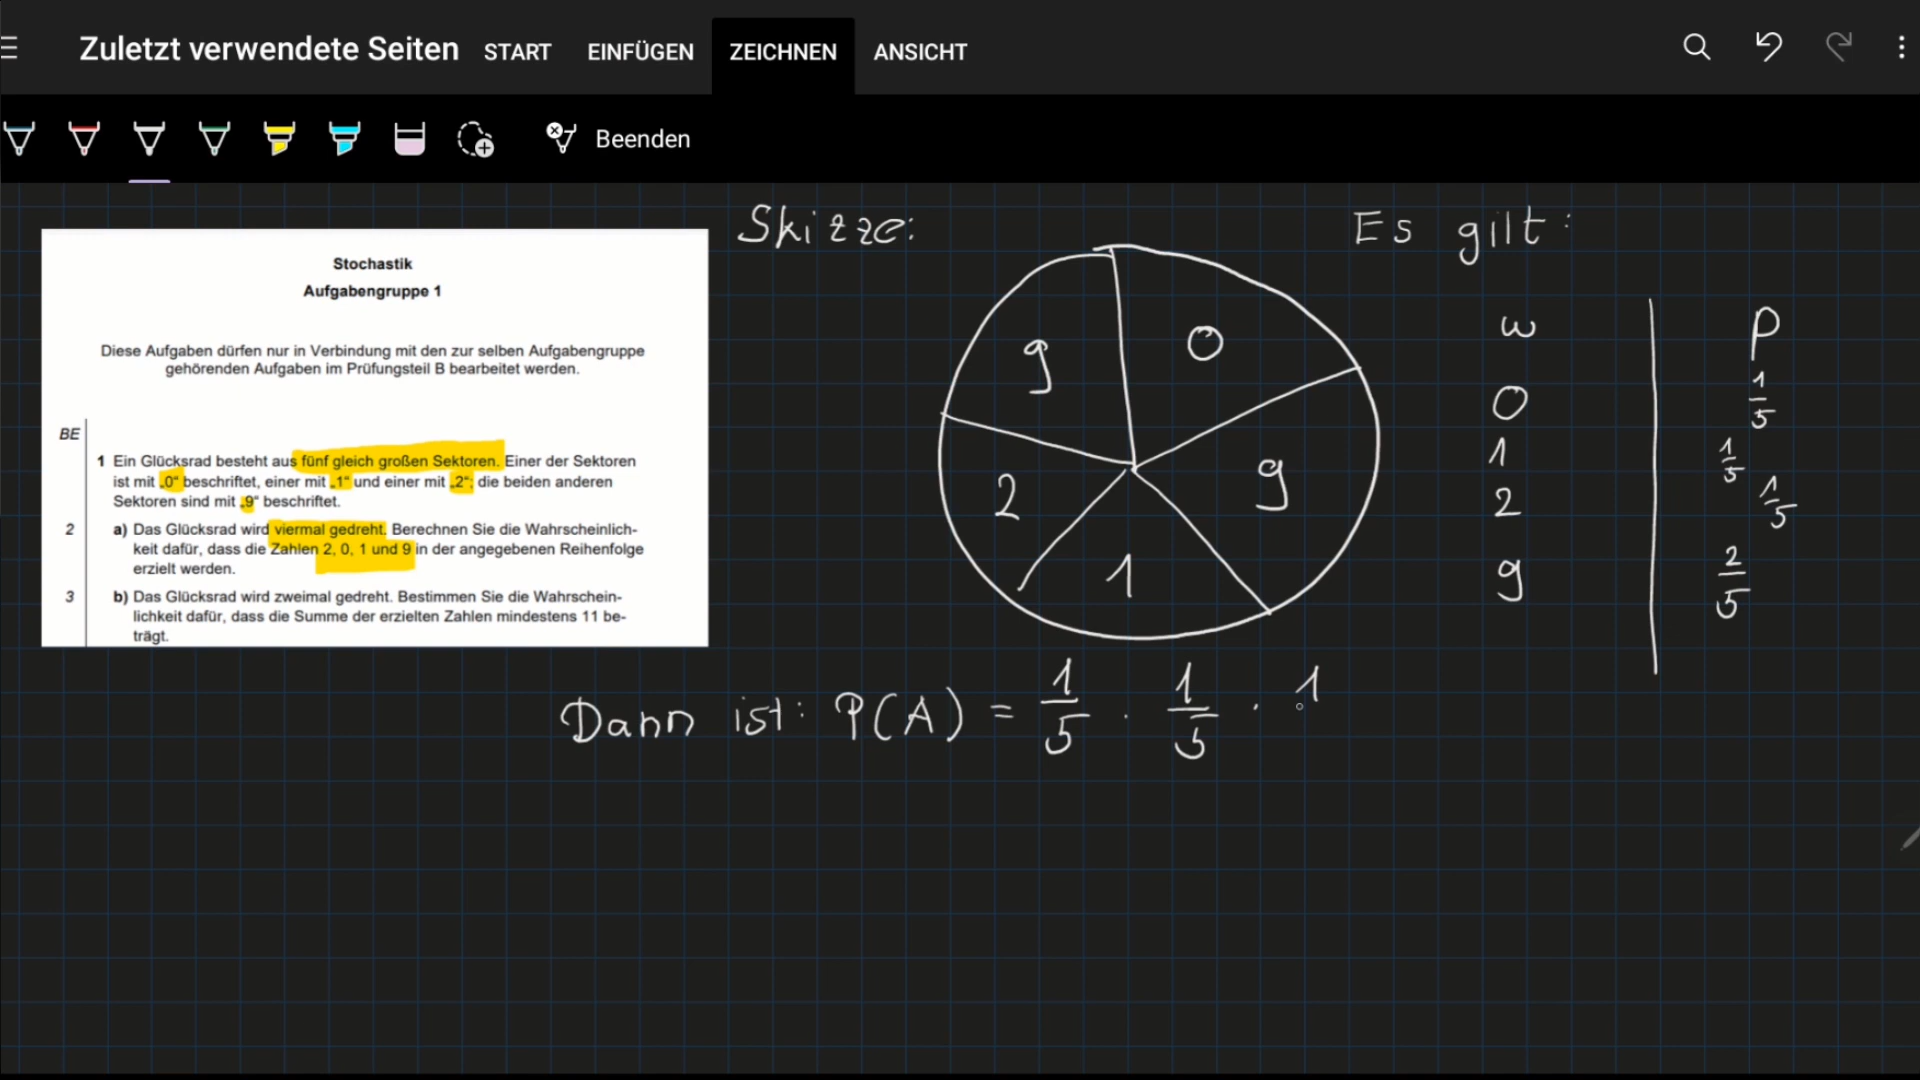 Zuletzt verwendete Seiten START EINFÜGEN ZEICHNEN ANSICHT
Beenden
Stochastik
Aufgabengruppe 1
Diese Aufgaben dürfen nur in Verbindung mit den zur selben Aufgabengruppe
gehörenden Aufgaben im Prüfungsteil B bearbeitet werden.
BE
1 Ein Glücksrad besteht aus fünf gleich großen Sektoren. Einer der Sektoren
ist mit „0“ beschriftet, einer mit „1“ und einer mit „2“; die beiden anderen
Sektoren sind mit „9“ beschriftet.
2 a) Das Glücksrad wird viermal gedreht. Berechnen Sie die Wahrscheinlich-
keit dafür, dass die Zahlen 2, 0, 1 und 9 in der angegebenen Reihenfolge
erzielt werden.
3 b) Das Glücksrad wird zweimal gedreht. Bestimmen Sie die Wahrschein-
lichkeit dafür, dass die Summe der erzielten Zahlen mindestens 11 be-
trägt.
Skizze:
9 0
2 9
1
Es gilt:
ω P
0 1/5
1 1/5
2 1/5
9 2/5
Dann ist: P(A) = 1/5 · 1/5 · 1